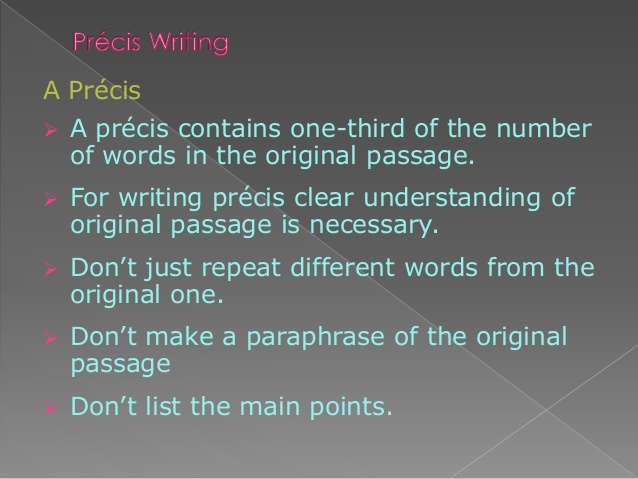 Précis Writing
A Précis
➢ A précis contains one-third of the number
of words in the original passage.
➢ For writing précis clear understanding of
original passage is necessary.
➢ Don’t just repeat different words from the
original one.
➢ Don’t make a paraphrase of the original
passage
➢ Don’t list the main points.